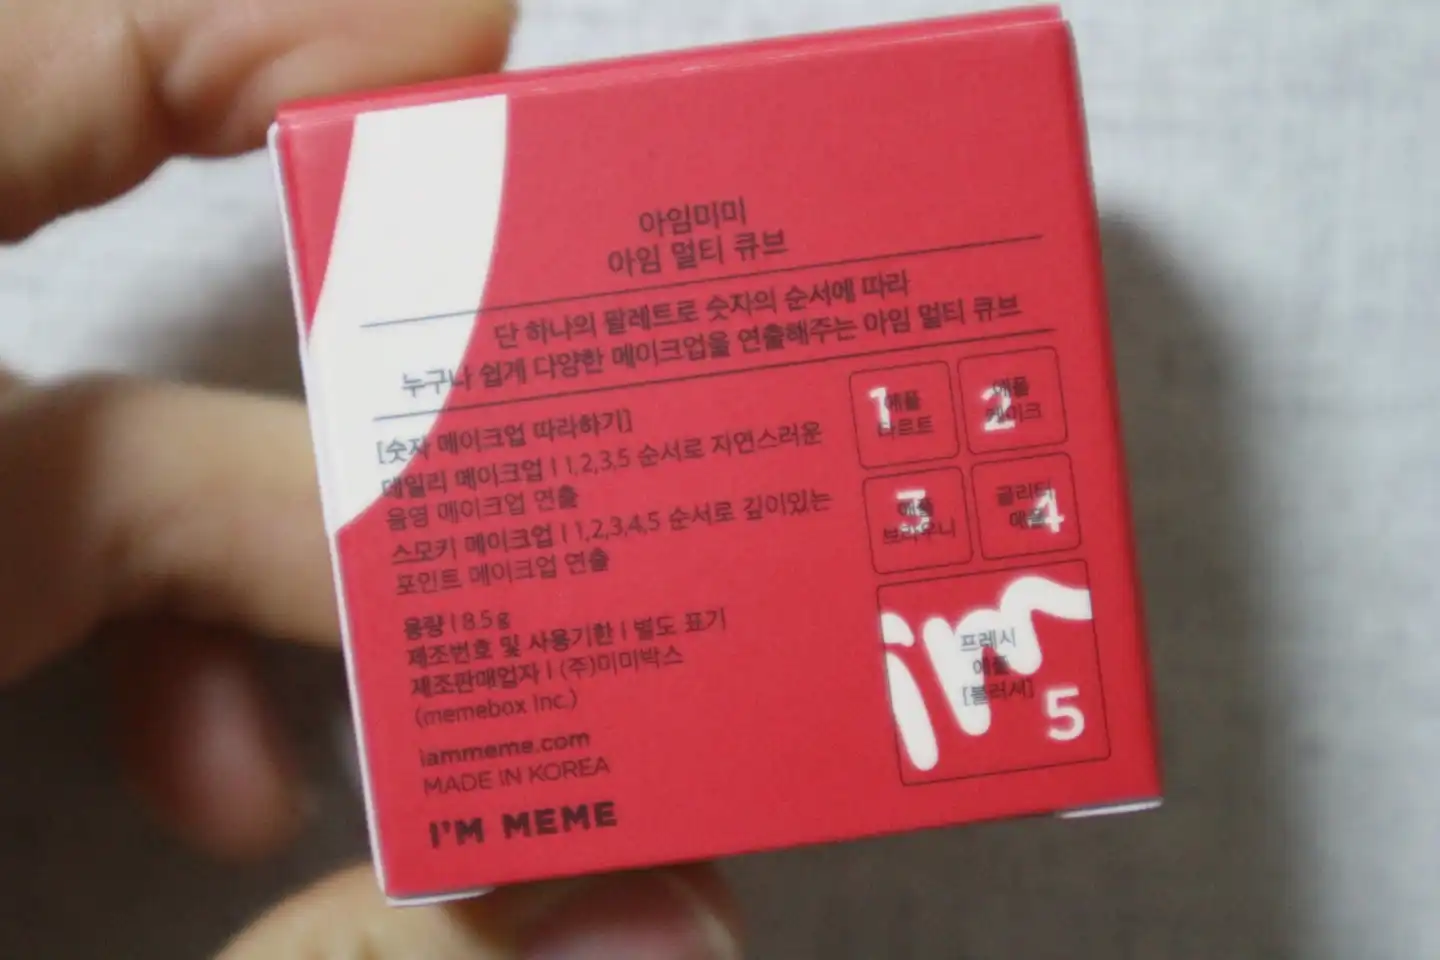 아임미미
아임 멀티 큐브
단 하나의 팔레트로 숫자의 순서에 따라
누구나 쉽게 다양한 메이크업을 연출해주는 아임 멀티 큐브
[숫자 메이크업 따라하기]
데일리 메이크업 | 1,2,3,5 순서로 자연스러운
음영 메이크업 연출
스모키 메이크업 | 1,2,3,4,5 순서로 깊이있는
포인트 메이크업 연출
용량 | 8.5g
제조번호 및 사용기한 | 별도 표기
제조판매업자 | (주)미미박스
(memebox Inc.)
iammeme.com
MADE IN KOREA
I'M MEME
1
애플
타르트
2
애플
케이크
3
애플
브라우니
4
글리터
애플
i'm
프레시
애플
[블러셔]
5